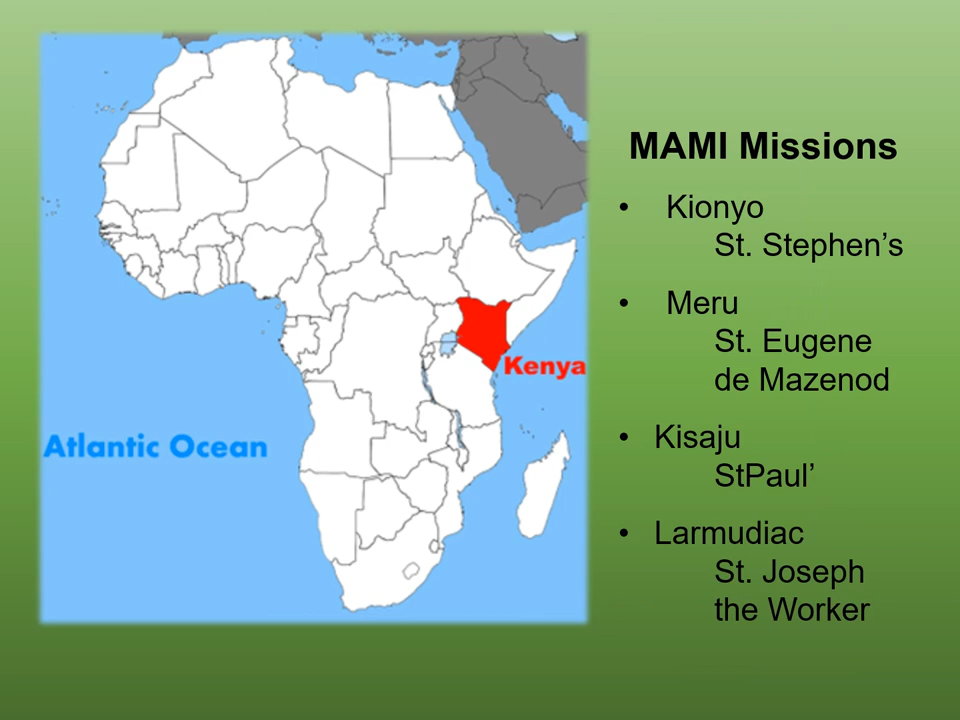 MAMI Missions
• Kionyo
St. Stephen’s
• Meru
St. Eugene
de Mazenod
• Kisaju
StPaul’
• Larmudiac
St. Joseph
the Worker
Kenya
Atlantic Ocean